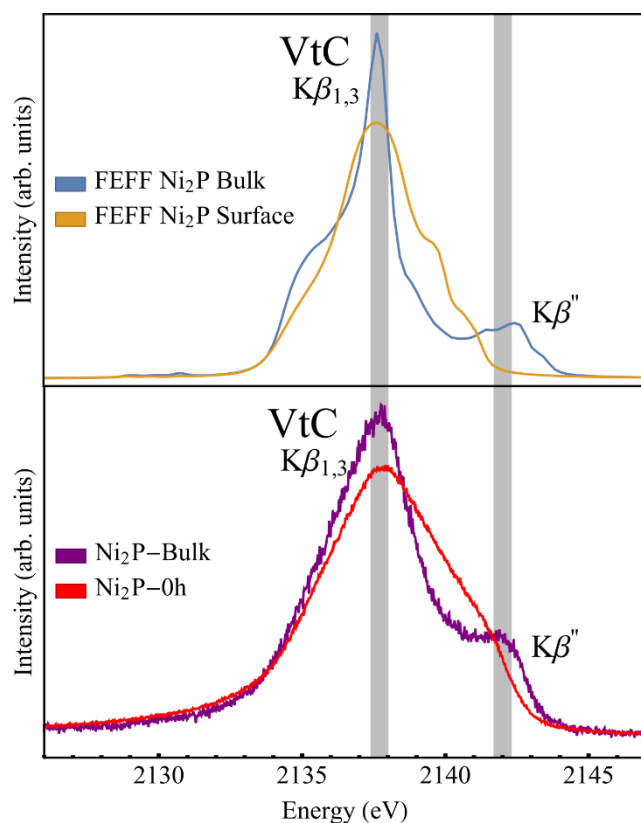 VtC
Kβ1,3
FEFF Ni2P Bulk
FEFF Ni2P Surface
Kβ"
Intensity (arb. units)
VtC
Kβ1,3
Ni2P−Bulk
Ni2P−0h
Kβ"
Intensity (arb. units)
2130 2135 2140 2145
Energy (eV)